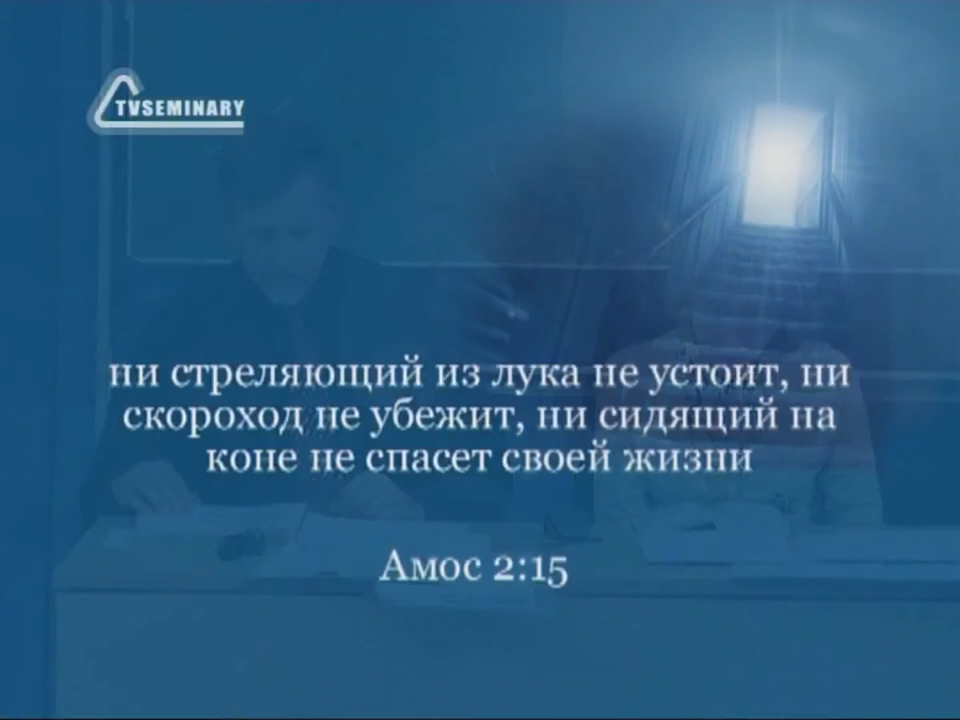 TVSEMINARY
ни стреляющий из лука не устоит, ни
скороход не убежит, ни сидящий на
коне не спасет своей жизни
Амос 2:15